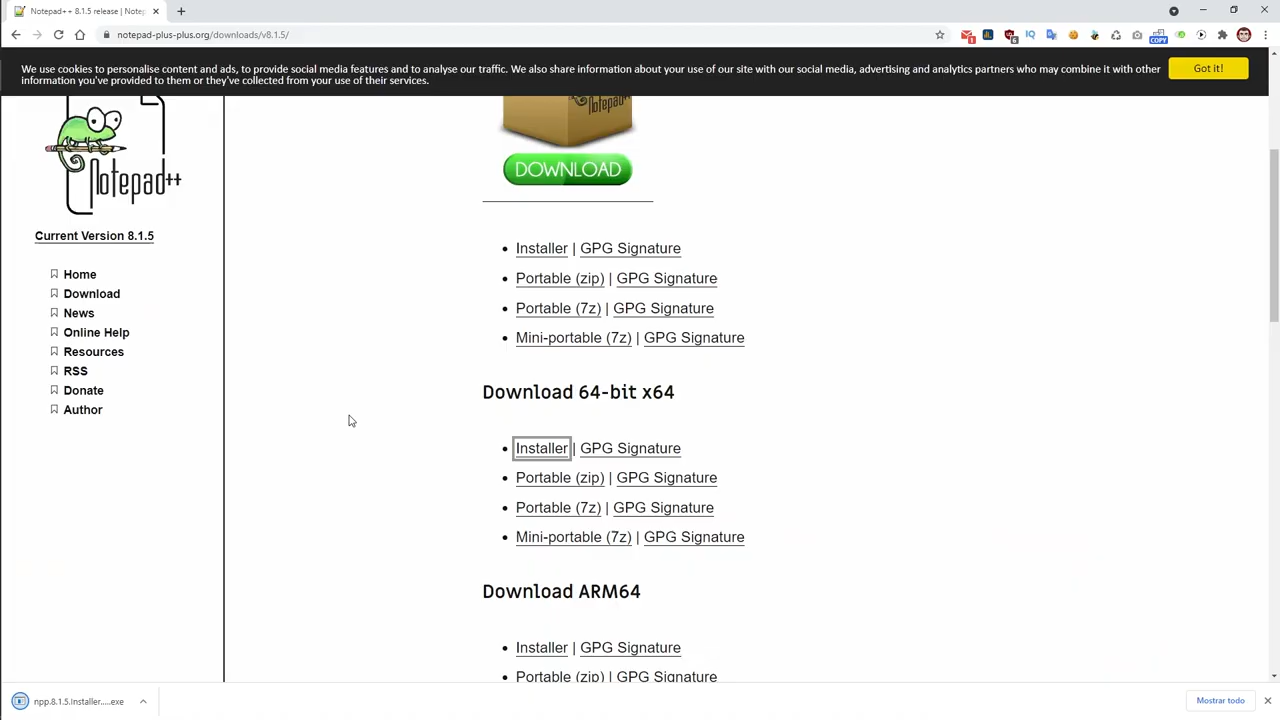 Notepad++ 8.1.5 release | Note
notepad-plus-plus.org/downloads/v8.1.5/
1
6
IQ
COPY
We use cookies to personalise content and ads, to provide social media features and to analyse our traffic. We also share information about your use of our site with our social media, advertising and analytics partners who may combine it with other
information you've provided to them or they've collected from your use of their services.
Got it!
Notepad++
Notepad++
DOWNLOAD
Current Version 8.1.5
Home
Download
News
Online Help
Resources
RSS
Donate
Author
Installer | GPG Signature
Portable (zip) | GPG Signature
Portable (7z) | GPG Signature
Mini-portable (7z) | GPG Signature
Download 64-bit x64
Installer | GPG Signature
Portable (zip) | GPG Signature
Portable (7z) | GPG Signature
Mini-portable (7z) | GPG Signature
Download ARM64
Installer | GPG Signature
Portable (zip) | GPG Signature
npp.8.1.5.Installer.....exe
Mostrar todo